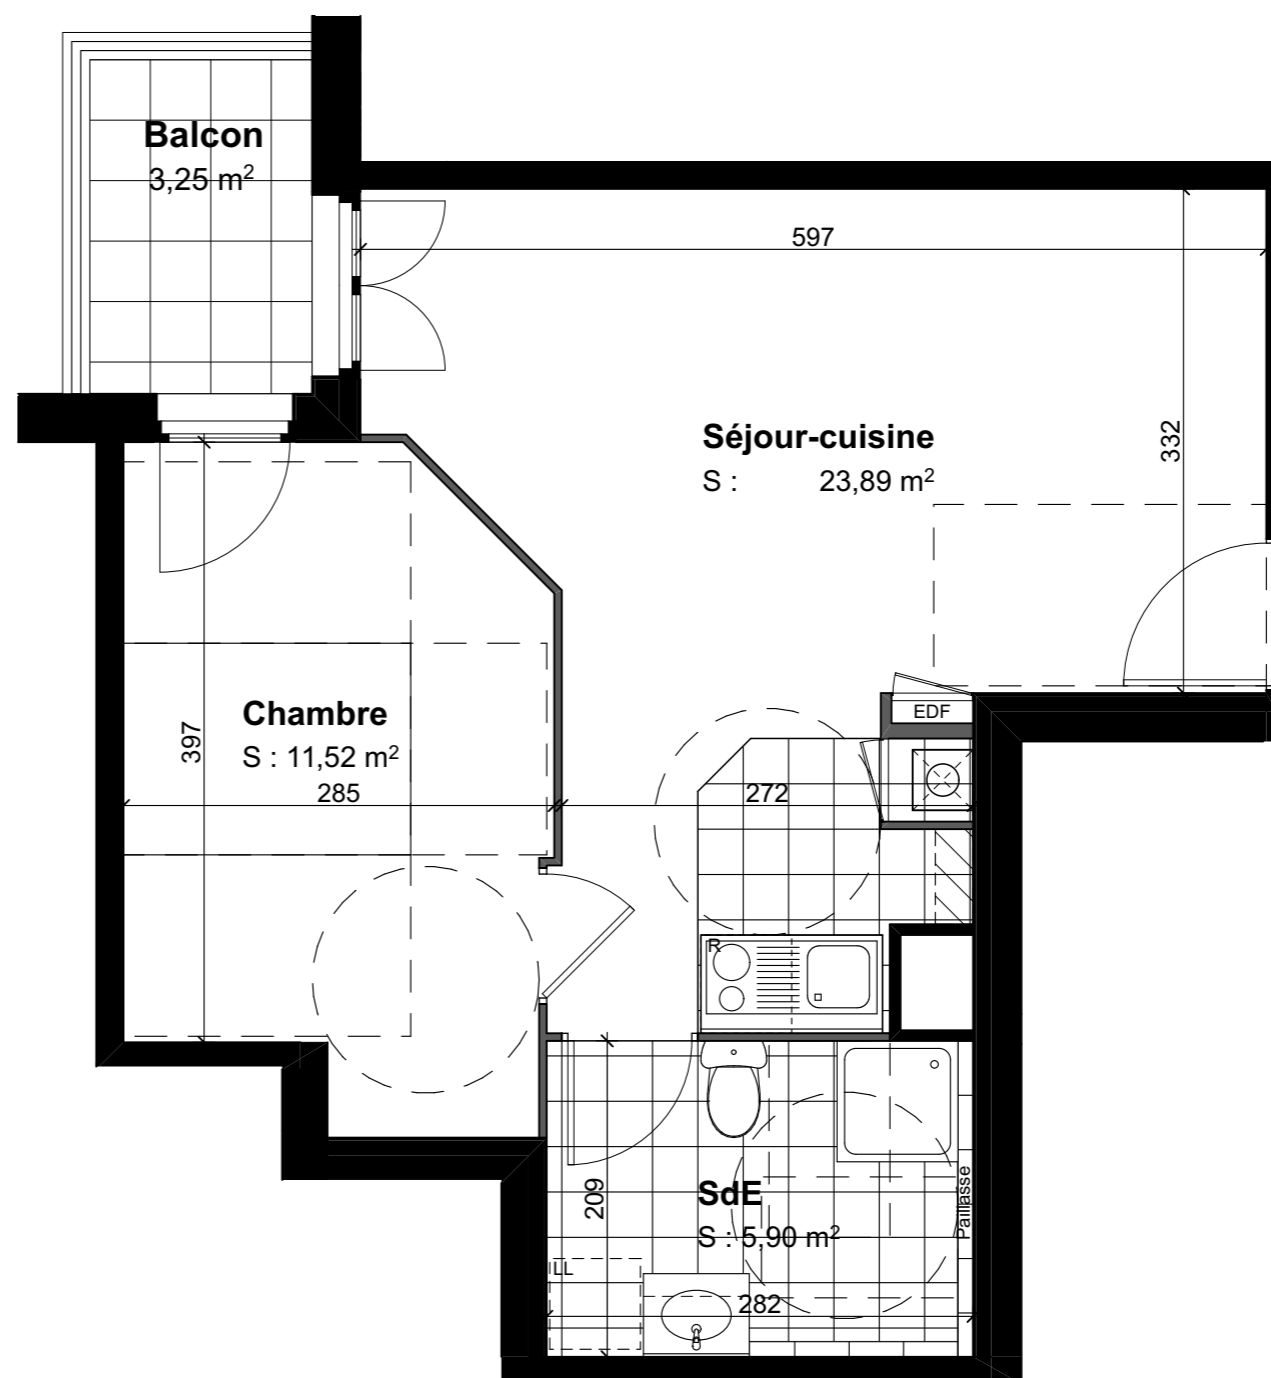 Balcon
3,25 m²
597
Séjour-cuisine
S : 23,89 m²
332
EDF
Chambre
S : 11,52 m²
397
285
272
R
SdE
S : 5,90 m²
209
Paillasse
LL
282